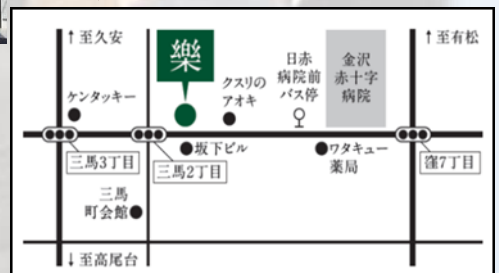 ↑至久安
↑至有松
樂
日赤
病院前
バス停
金沢
赤十字
病院
クスリの
アオキ
ケンタッキー
坂下ビル
ワタキュー
薬局
三馬3丁目
三馬2丁目
窪7丁目
三馬
町会館
↓至高尾台